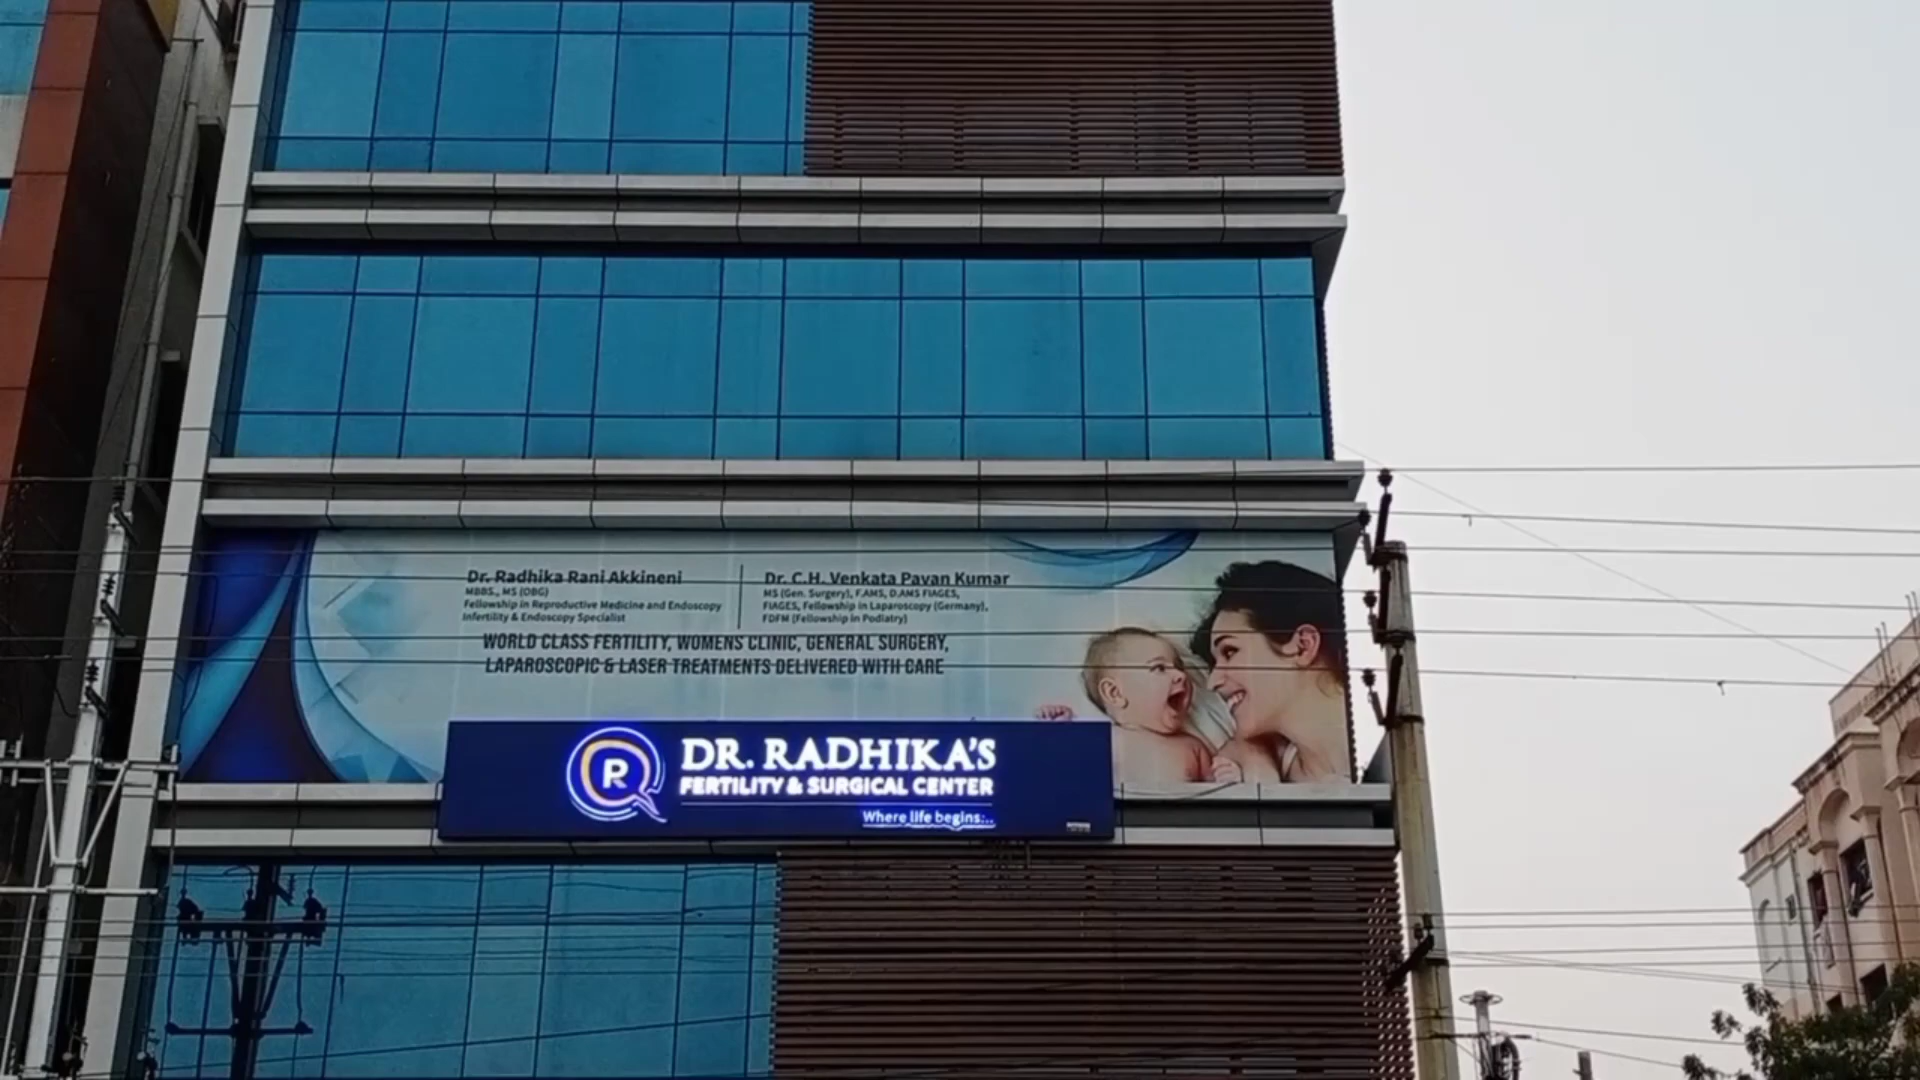 Dr. Radhika Rani Akkineni
MBBS., MS (OBG)
Fellowship in Reproductive Medicine and Endoscopy
Infertility & Endoscopy Specialist
Dr. C.H. Venkata Pavan Kumar
MS (Gen. Surgery), F.AMS, D.AMS FIAGES,
FIAGES, Fellowship in Laparoscopy (Germany),
FDFM (Fellowship in Podiatry)
WORLD CLASS FERTILITY, WOMENS CLINIC, GENERAL SURGERY,
LAPAROSCOPIC & LASER TREATMENTS DELIVERED WITH CARE
R
DR. RADHIKA'S
FERTILITY & SURGICAL CENTER
Where life begins...